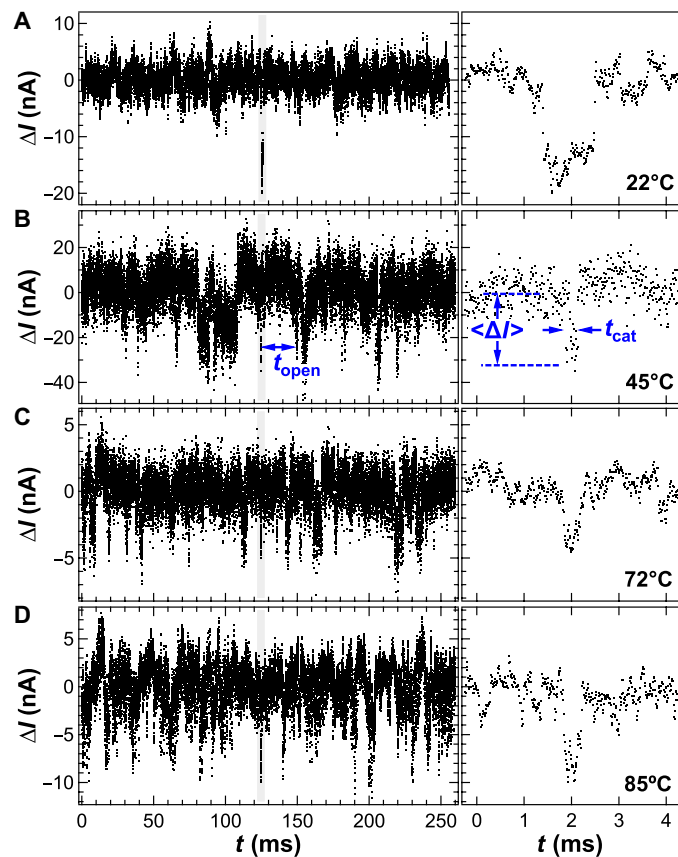 A
ΔI (nA)
10
0
−10
−20
22°C
B
ΔI (nA)
20
0
−20
−40
t_open
<ΔI>
t_cat
45°C
C
ΔI (nA)
5
0
−5
72°C
D
ΔI (nA)
5
0
−5
−10
85ºC
0 50 100 150 200 250 0 1 2 3 4
t (ms) t (ms)